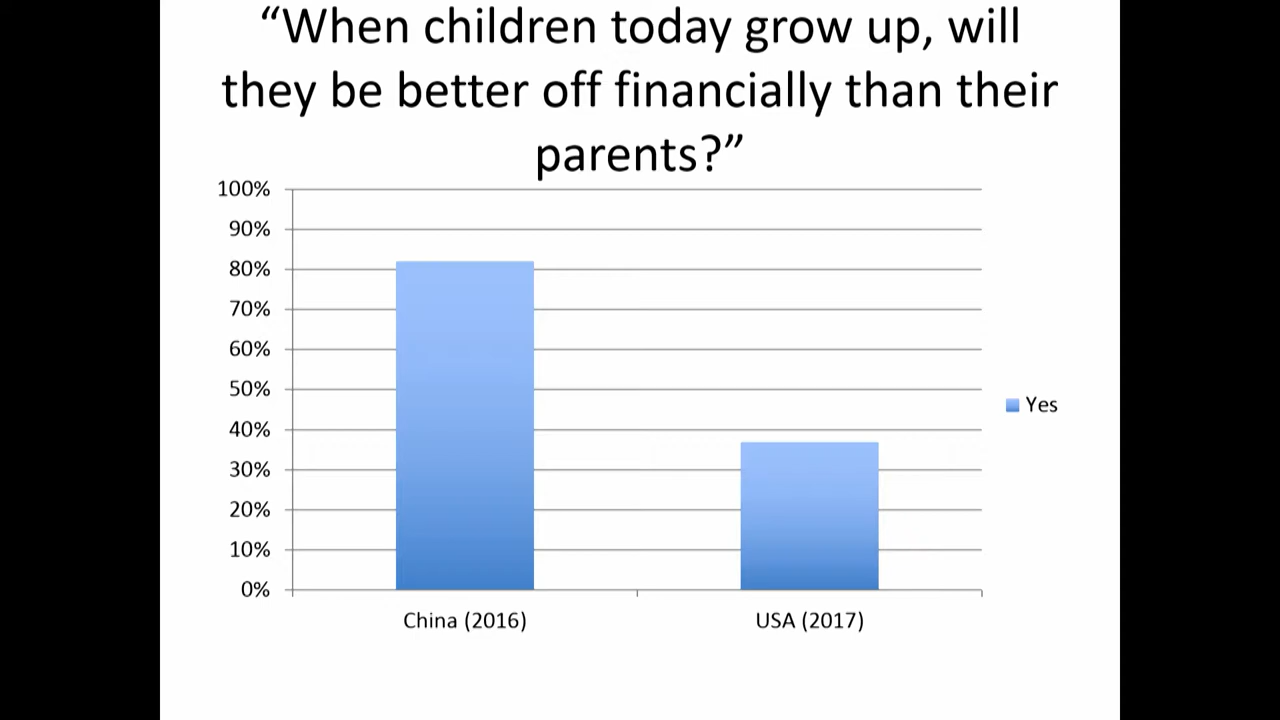 “When children today grow up, will
they be better off financially than their
parents?”
100%
90%
80%
70%
60%
50%
40%
30%
20%
10%
0%
Yes
China (2016)
USA (2017)